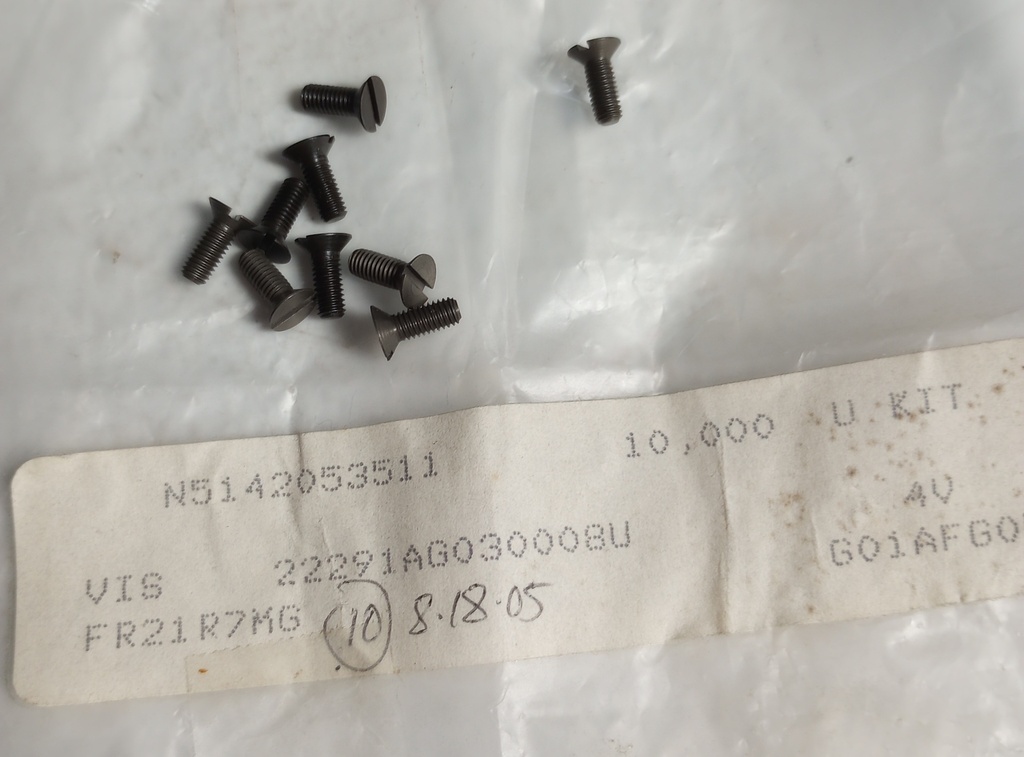 N5142053511 10,000 U KIT
4V
VIS 22291AG030008U G01AFG0
FR21R7MG 10 8.18.05